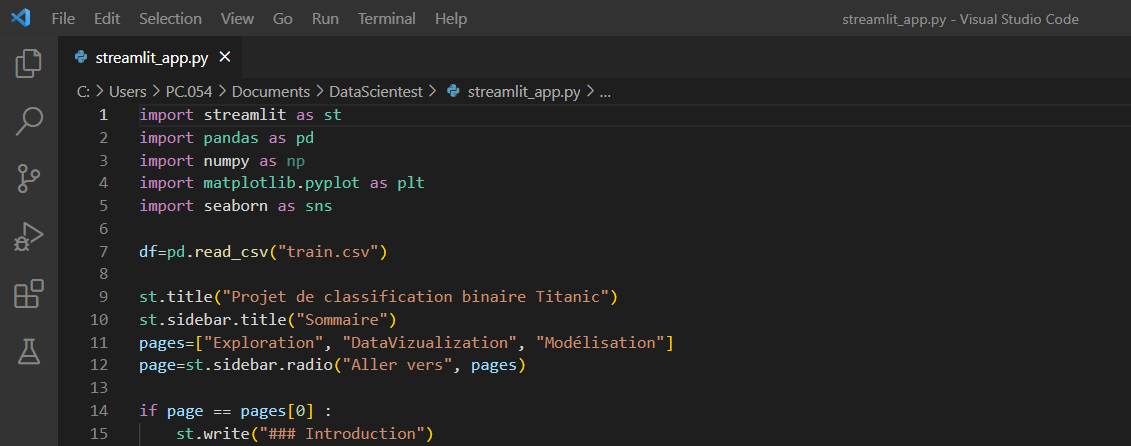 File Edit Selection View Go Run Terminal Help streamlit_app.py - Visual Studio Code
streamlit_app.py ×
C: > Users > PC.054 > Documents > DataScientest > streamlit_app.py > ...
1 import streamlit as st
2 import pandas as pd
3 import numpy as np
4 import matplotlib.pyplot as plt
5 import seaborn as sns
6
7 df=pd.read_csv("train.csv")
8
9 st.title("Projet de classification binaire Titanic")
10 st.sidebar.title("Sommaire")
11 pages=["Exploration", "DataVizualization", "Modélisation"]
12 page=st.sidebar.radio("Aller vers", pages)
13
14 if page == pages[0] :
15 st.write("### Introduction")